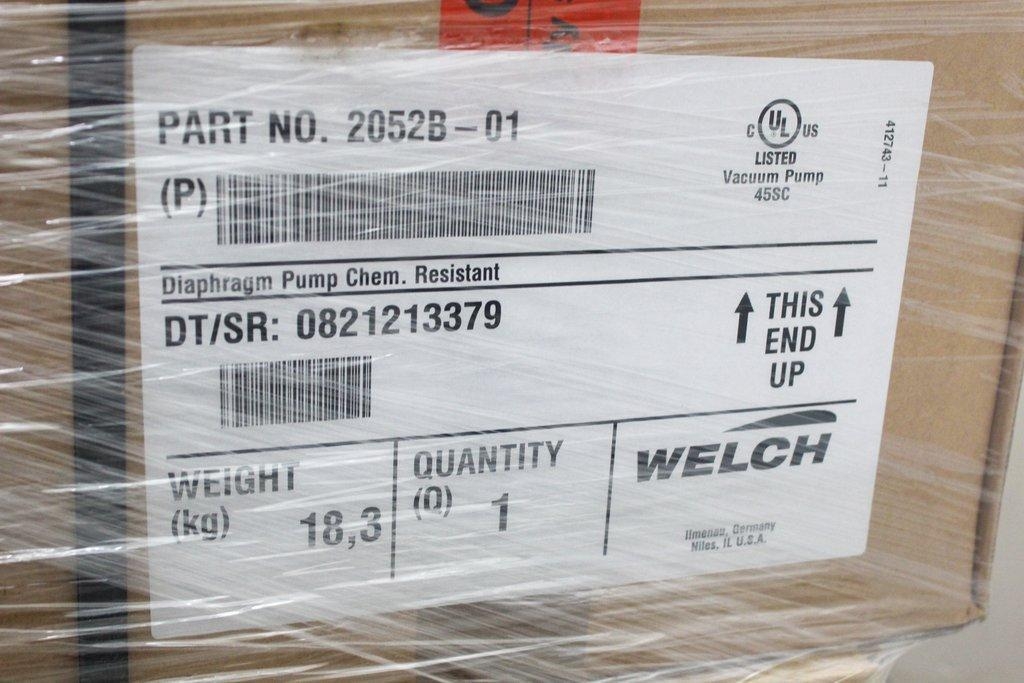 PART NO. 2052B-01
(P)
C UL US
LISTED
Vacuum Pump
45SC
412743-11
Diaphragm Pump Chem. Resistant
DT/SR: 0821213379
THIS
END
UP
WEIGHT
(kg) 18,3
QUANTITY
(Q) 1
WELCH
Ilmenau, Germany
Niles, IL U.S.A.